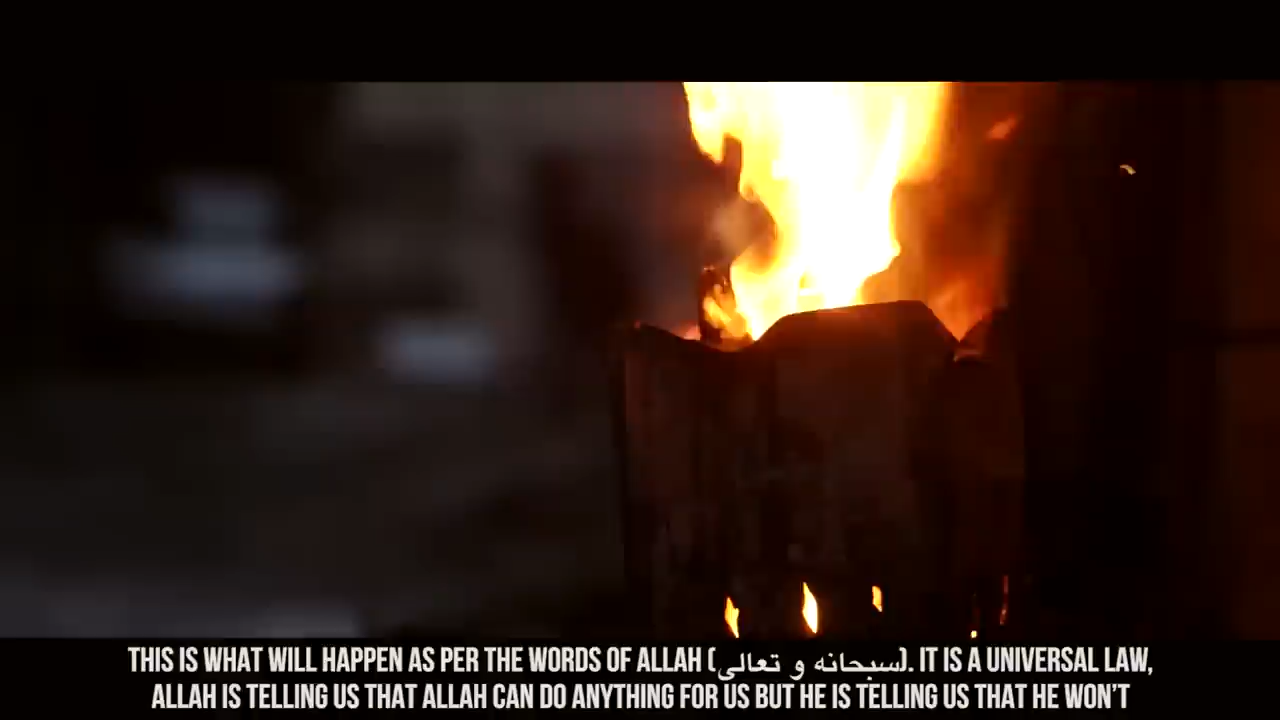 THIS IS WHAT WILL HAPPEN AS PER THE WORDS OF ALLAH (سبحانه و تعالى). IT IS A UNIVERSAL LAW,
ALLAH IS TELLING US THAT ALLAH CAN DO ANYTHING FOR US BUT HE IS TELLING US THAT HE WON'T